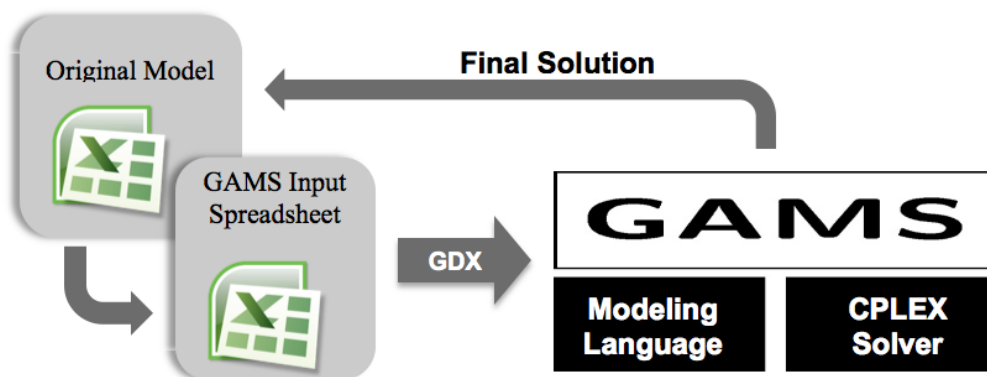 Original Model
Final Solution
GAMS Input
Spreadsheet
GDX
GAMS
Modeling
Language
CPLEX
Solver